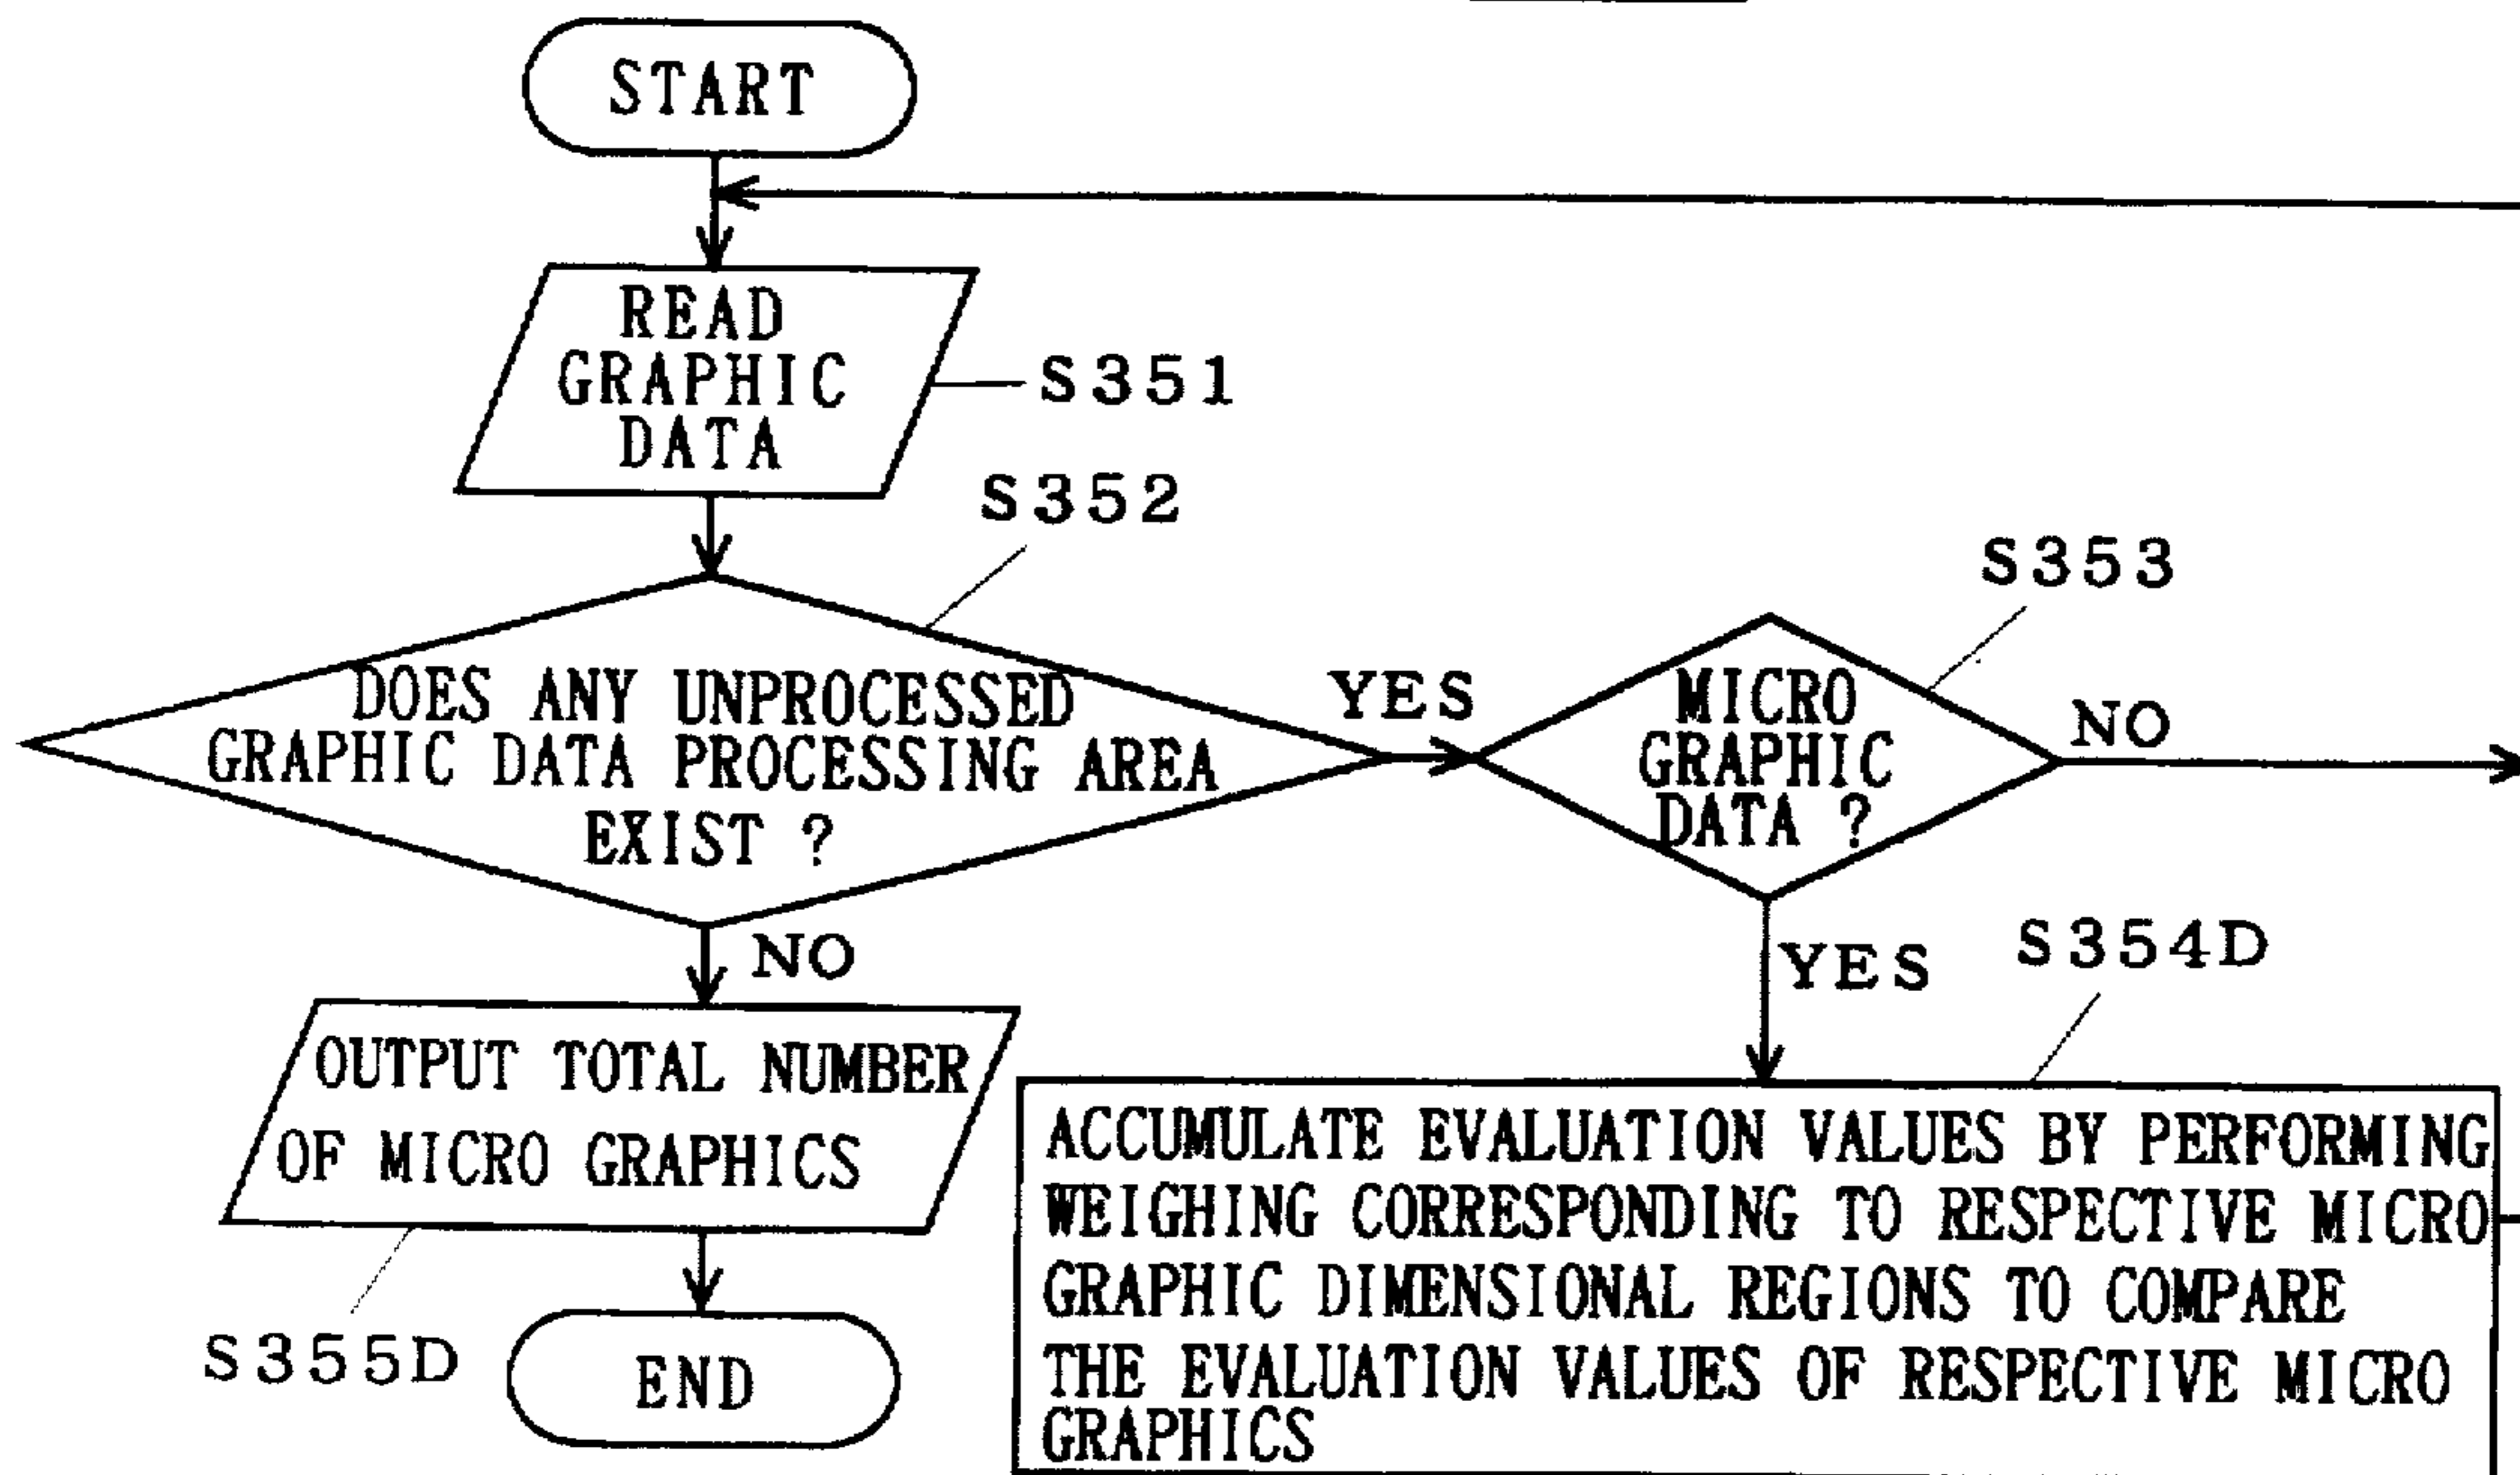 START
READ
GRAPHIC
DATA
S351
S352
DOES ANY UNPROCESSED
GRAPHIC DATA PROCESSING AREA
EXIST ?
YES
S353
MICRO
GRAPHIC
DATA ?
NO
NO
YES
S354D
OUTPUT TOTAL NUMBER
OF MICRO GRAPHICS
S355D
END
ACCUMULATE EVALUATION VALUES BY PERFORMING
WEIGHING CORRESPONDING TO RESPECTIVE MICRO
GRAPHIC DIMENSIONAL REGIONS TO COMPARE
THE EVALUATION VALUES OF RESPECTIVE MICRO
GRAPHICS